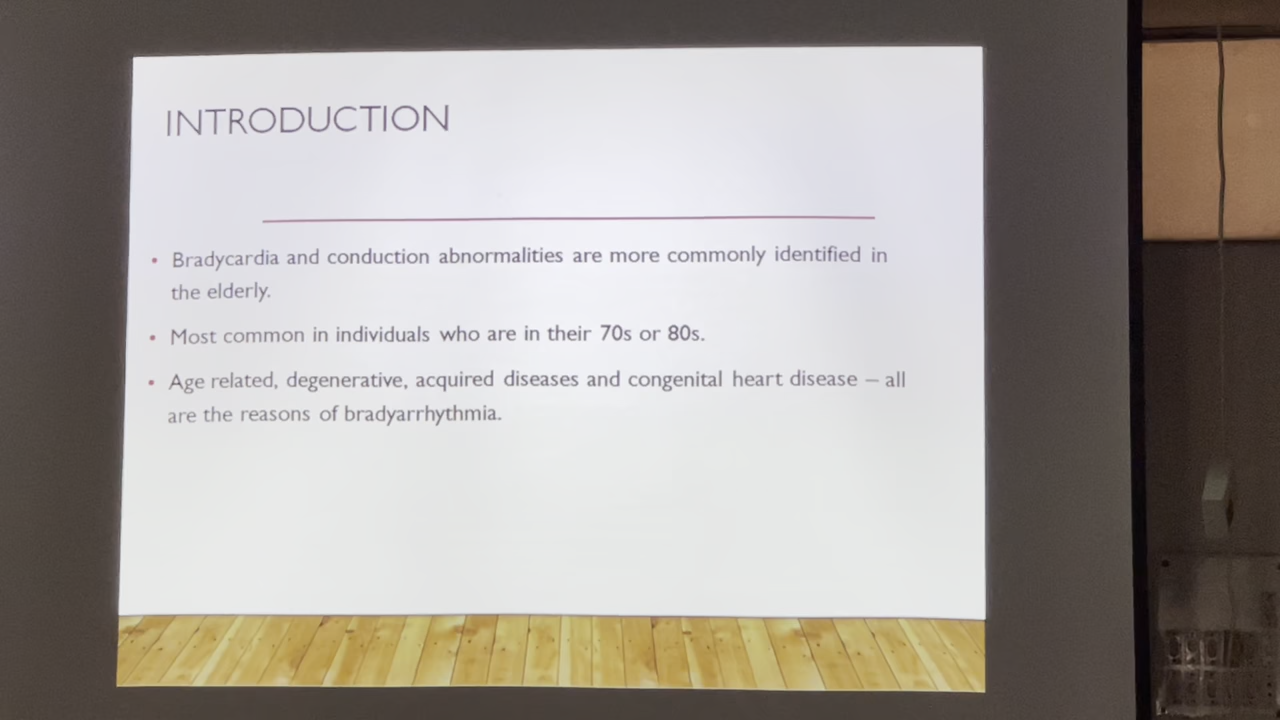 INTRODUCTION
• Bradycardia and conduction abnormalities are more commonly identified in
the elderly.
• Most common in individuals who are in their 70s or 80s.
• Age related, degenerative, acquired diseases and congenital heart disease – all
are the reasons of bradyarrhythmia.